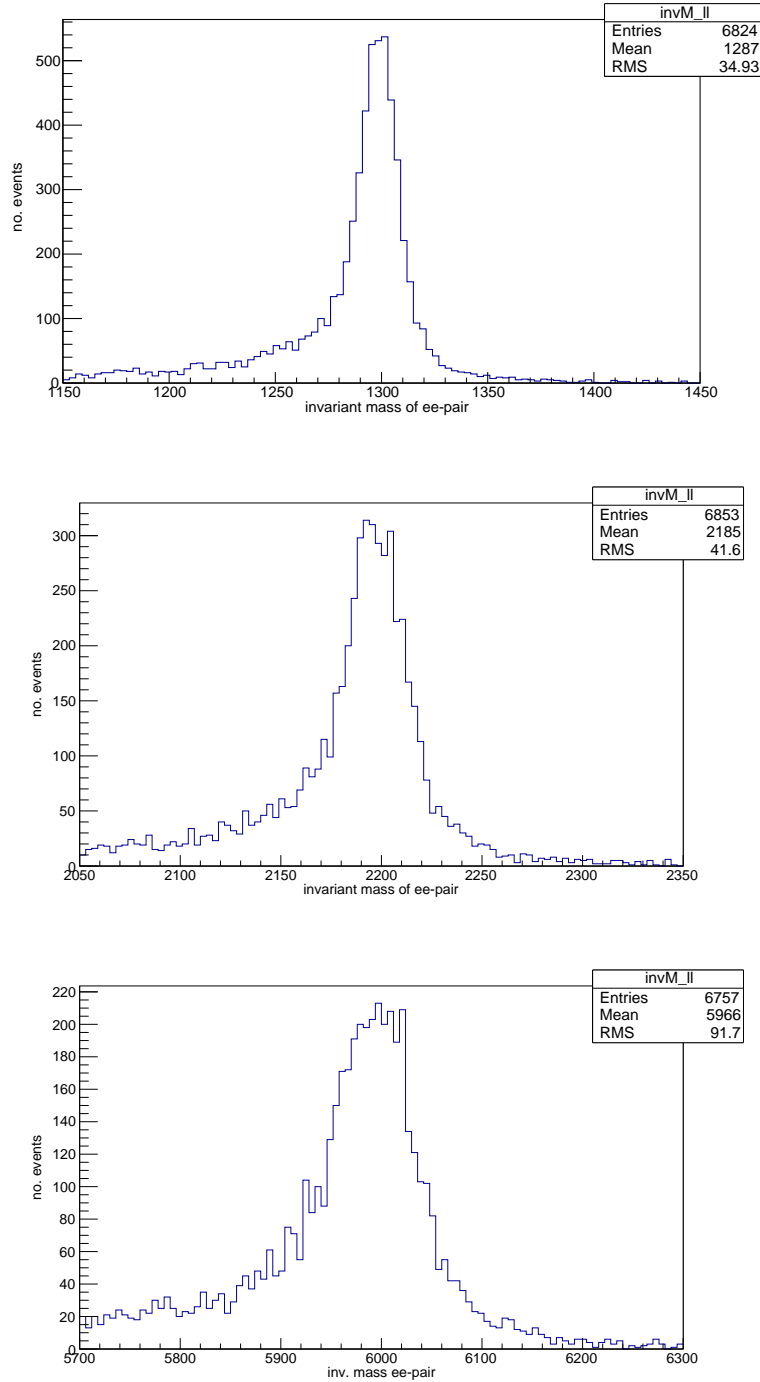 invM_ll
Entries 6824
Mean 1287
RMS 34.93
500
400
300
200
100
0
no. events
1150 1200 1250 1300 1350 1400 1450
invariant mass of ee-pair
invM_ll
Entries 6853
Mean 2185
RMS 41.6
300
250
200
150
100
50
0
no. events
2050 2100 2150 2200 2250 2300 2350
invariant mass of ee-pair
invM_ll
Entries 6757
Mean 5966
RMS 91.7
220
200
180
160
140
120
100
80
60
40
20
0
no. events
5700 5800 5900 6000 6100 6200 6300
inv. mass ee-pair